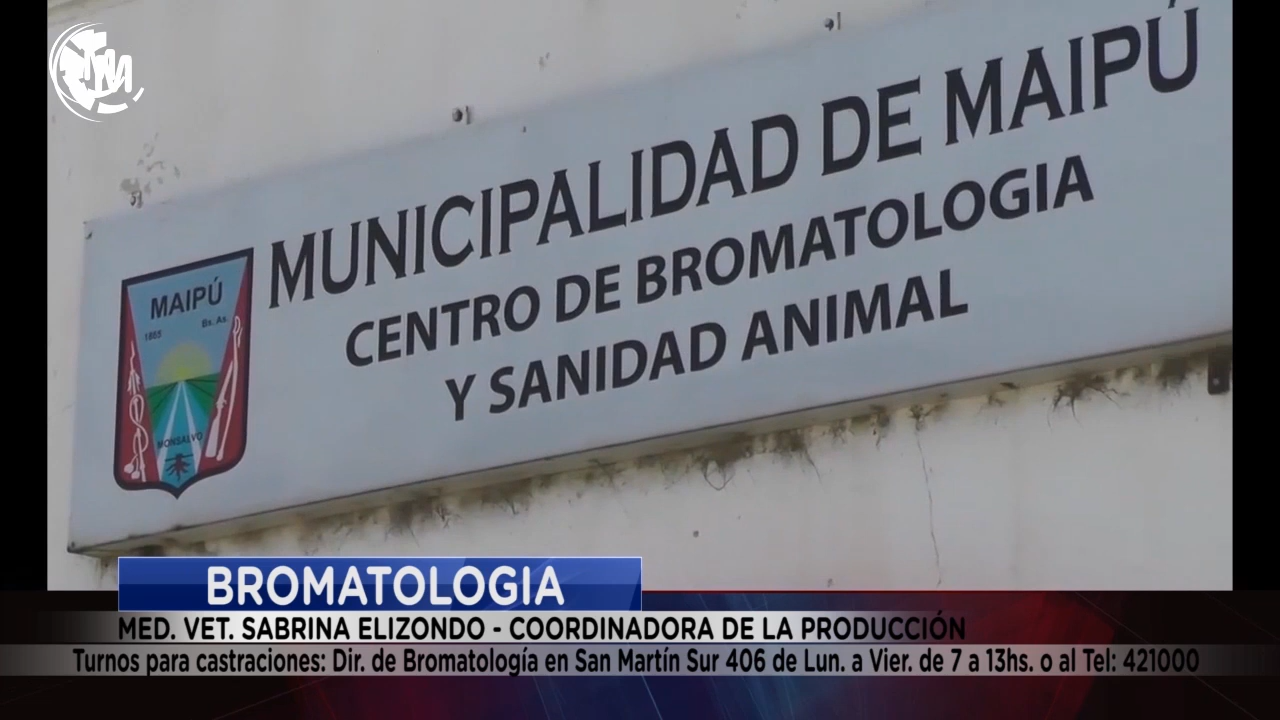 MUNICIPALIDAD DE MAIPÚ
CENTRO DE BROMATOLOGIA
Y SANIDAD ANIMAL
MAIPÚ
1865
Bs. As.
MONSALVO
BROMATOLOGIA
MED. VET. SABRINA ELIZONDO - COORDINADORA DE LA PRODUCCIÓN
Turnos para castraciones: Dir. de Bromatología en San Martín Sur 406 de Lun. a Vier. de 7 a 13hs. o al Tel: 421000